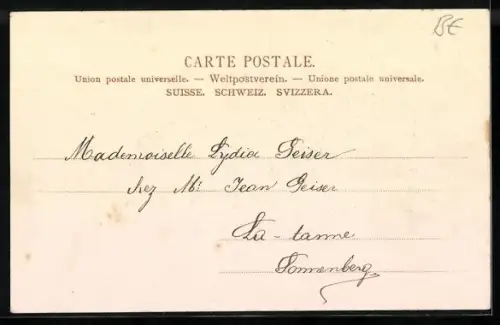 BE
CARTE POSTALE.
Union postale universelle. — Weltpostverein. — Unione postale universale.
SUISSE. SCHWEIZ. SVIZZERA.
Mademoiselle Lydia Geiser
chez Mr Jean Geiser
La-tanne
Sonnenberg